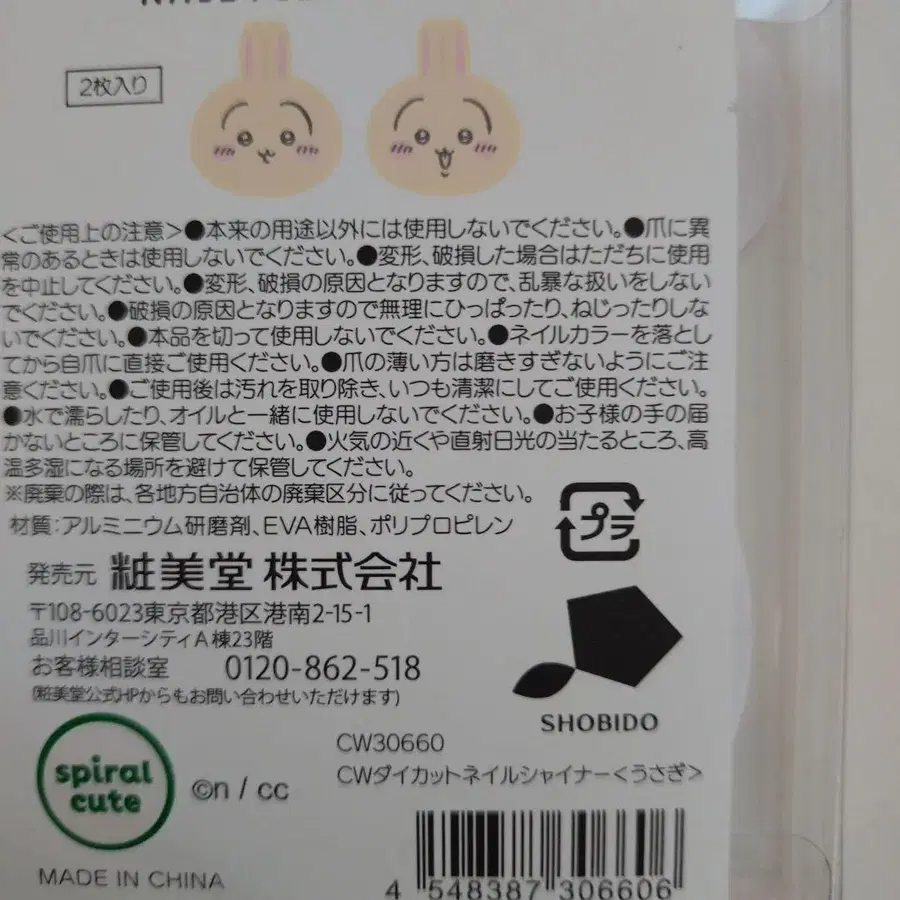 2枚入り
<ご使用上の注意>●本来の用途以外には使用しないでください。●爪に異
常のあるときは使用しないでください。●変形、破損した場合はただちに使用
を中止してください。●変形、破損の原因となりますので、乱暴な扱いをしない
でください。●破損の原因となりますので無理にひっぱったり、ねじったりしな
いでください。●本品を切って使用しないでください。●ネイルカラーを落とし
てから自爪に直接ご使用ください。●爪の薄い方は磨きすぎないようにご注
意ください。●ご使用後は汚れを取り除き、いつも清潔にしてご使用ください。
●水で濡らしたり、オイルと一緒に使用しないでください。●お子様の手の届
かないところに保管してください。●火気の近くや直射日光の当たるところ、高
温多湿になる場所を避けて保管してください。
※廃棄の際は、各地方自治体の廃棄区分に従ってください。
材質:アルミニウム研磨剤、EVA樹脂、ポリプロピレン
プラ
発売元 粧美堂 株式会社
〒108-6023東京都港区港南2-15-1
品川インターシティA棟23階
お客様相談室 0120-862-518
(粧美堂公式HPからもお問い合わせいただけます)
SHOBIDO
spiral
cute
©n / cc
CW30660
CWダイカットネイルシャイナー<うさぎ>
MADE IN CHINA
4 548387 306606